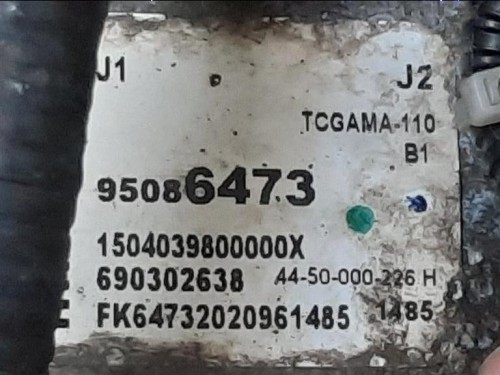 J1 J2
TCGAMA-110
B1
95086473
1504039800000X
690302638 44-50-000-226 H
FK64732020961485 1485